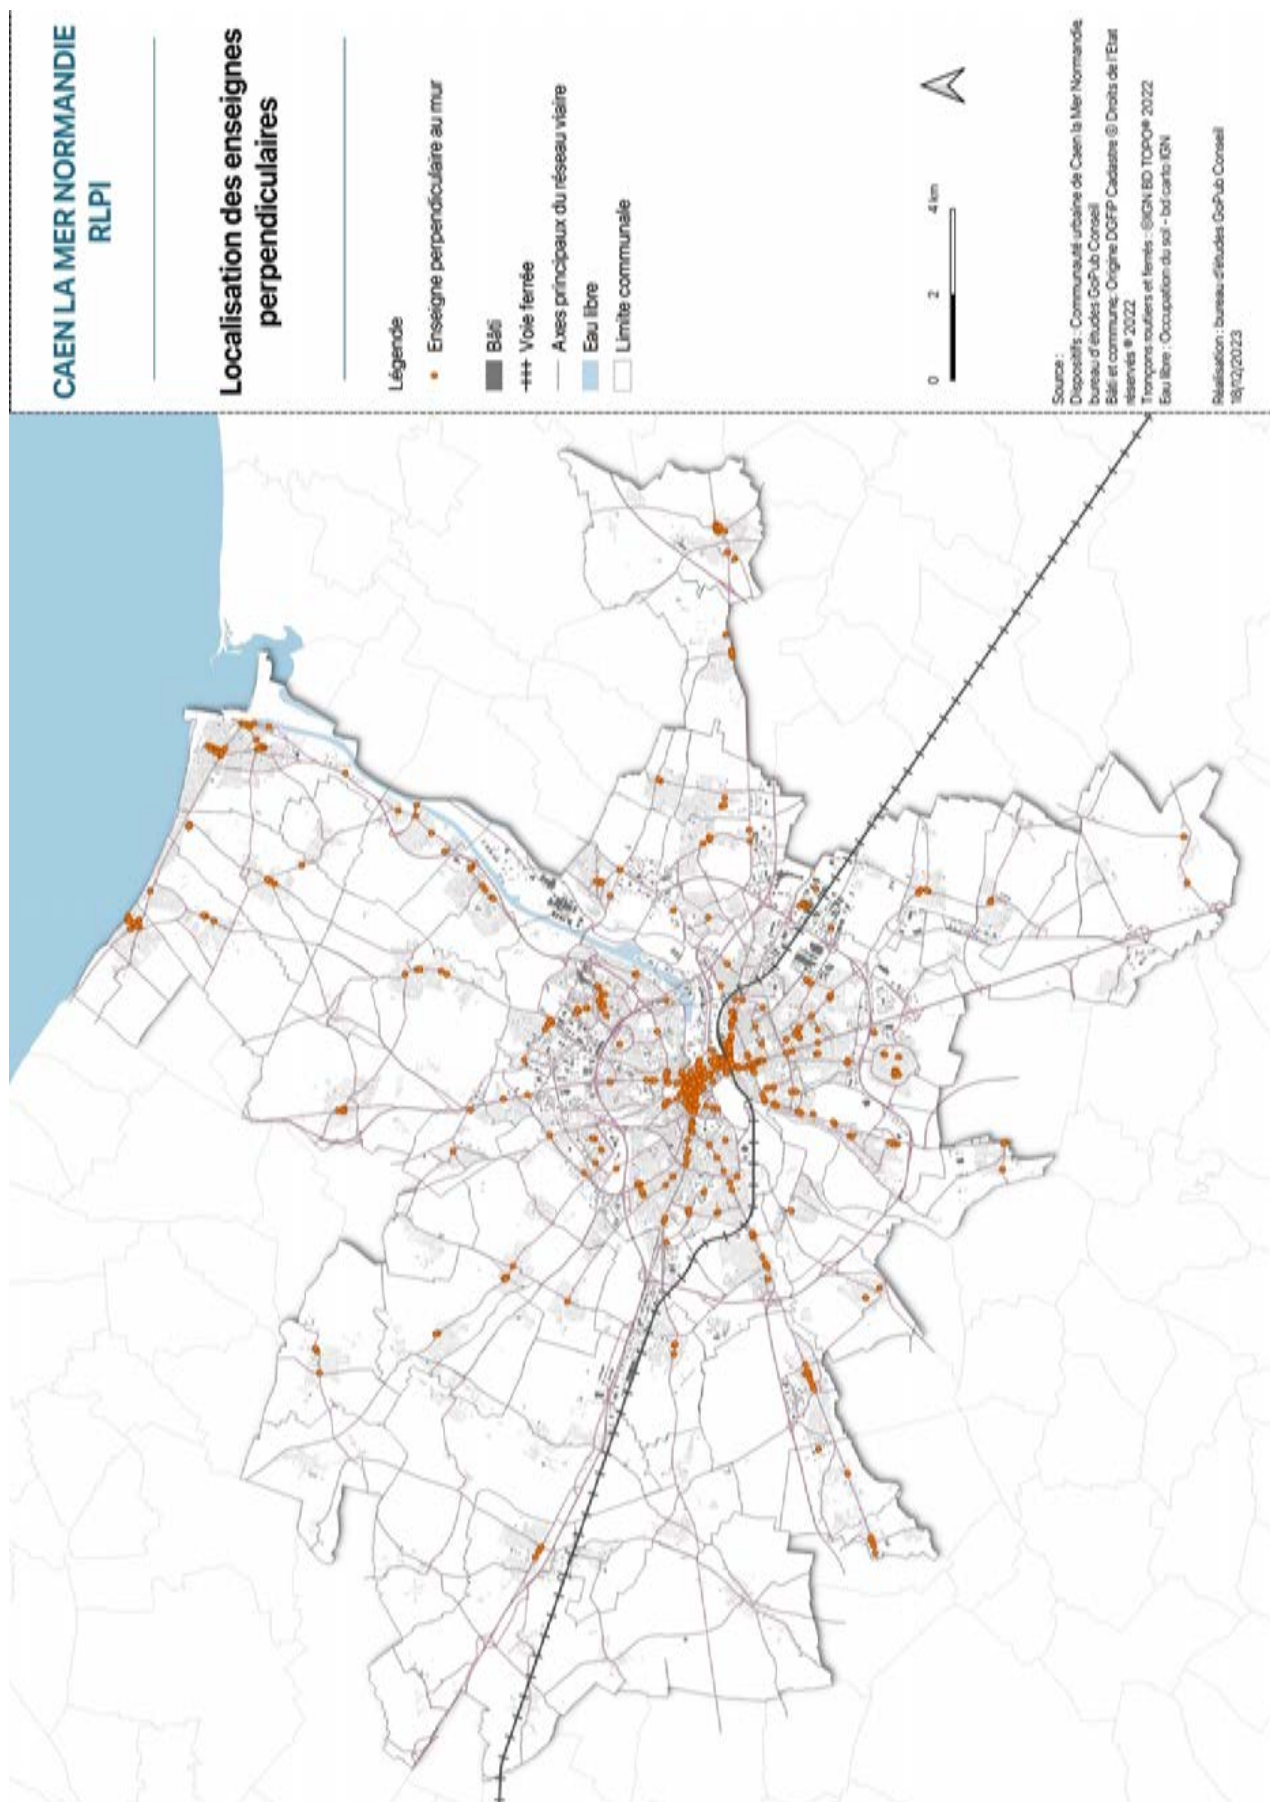 CAEN LA MER NORMANDIE
RLPI
Localisation des enseignes
perpendiculaires
Légende
Enseigne perpendiculaire au mur
Bâti
Voie ferrée
Axes principaux du réseau viaire
Eau libre
Limite communale
0 2 4 km
Source :
Dispositifs : Communauté urbaine de Caen la Mer Normandie,
bureau d'études GoPub Conseil
Bâti et commune; Origine DGFiP Cadastre © Droits de l'Etat
réservés ® 2022
Tronçons routiers et ferrés : ©IGN BD TOPO® 2022
Eau libre : Occupation du sol - bd carto IGN
Réalisation : bureau d'études GoPub Conseil
18/12/2023